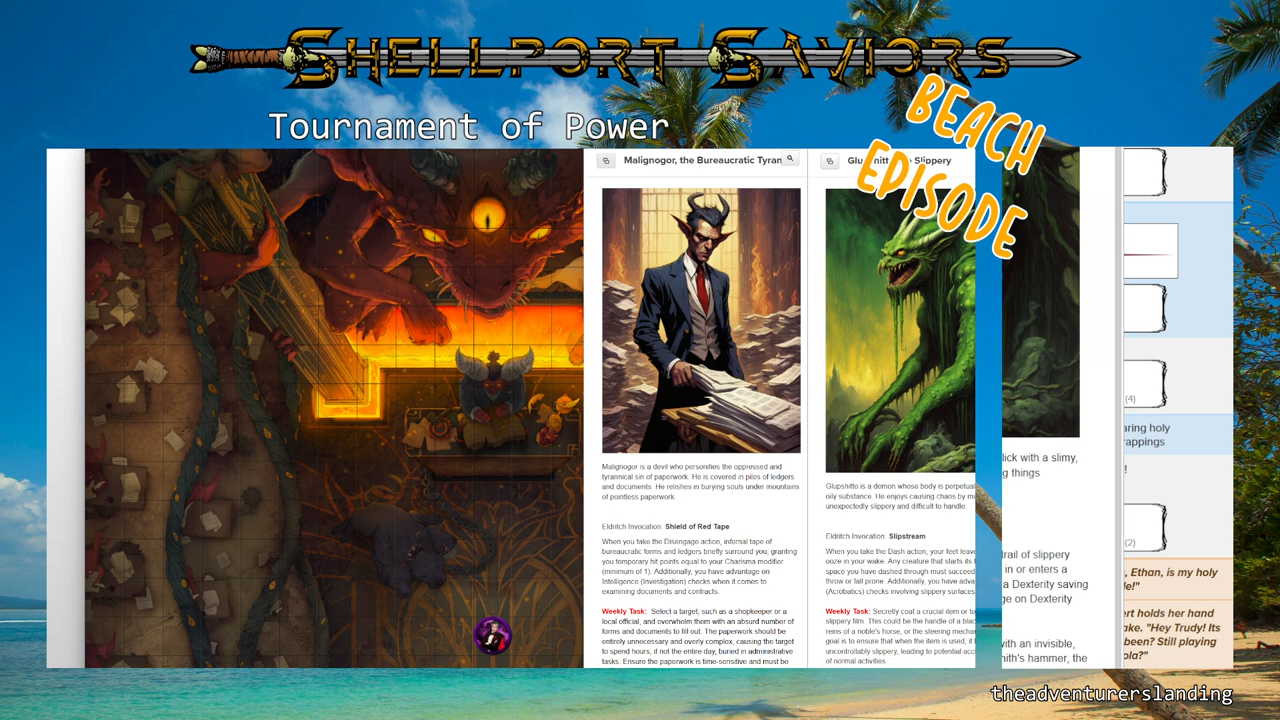 SHELLPORT SAVIORS
BEACH
EPISODE
Tournament of Power
Malignogor, the Bureaucratic Tyran
Malignogor is a devil who personifies the oppressed and
tyrannical sin of paperwork. He is covered in piles of ledgers
and documents. He relishes in burying souls under mountains
of pointless paperwork.
Eldritch Invocation: Shield of Red Tape
When you take the Disengage action, infernal tape of
bureaucratic forms and ledgers briefly surround you, granting
you temporary hit points equal to your Charisma modifier
(minimum of 1). Additionally, you have advantage on
Intelligence (Investigation) checks when it comes to
examining documents and contracts.
Weekly Task: Select a target, such as a shopkeeper or a
local official, and overwhelm them with an absurd number of
forms and documents to fill out. The paperwork should be
entirely unnecessary and overly complex, causing the target
to spend hours, if not the entire day, buried in administrative
tasks. Ensure the paperwork is time-sensitive and must be
Slippery
Glupshitto is a demon whose body is perpetual
oily substance. He enjoys causing chaos by ma
unexpectedly slippery and difficult to handle.
Eldritch Invocation: Slipstream
When you take the Dash action, your feet leave
ooze in your wake. Any creature that starts its
space you have dashed through must succeed
throw or fall prone. Additionally, you have adva
(Acrobatics) checks involving slippery surfaces
Weekly Task: Secretly coat a crucial item or to
slippery film. This could be the handle of a blac
reins of a noble's horse, or the steering mechan
goal is to ensure that when the item is used, it
uncontrollably slippery, leading to potential acc
of normal activities
lick with a slimy,
g things
trail of slippery
in or enters a
a Dexterity saving
ge on Dexterity
with an invisible,
mith's hammer, the
(4)
aring holy
rappings
!
(2)
, Ethan, is my holy
le!"
ert holds her hand
ake. "Hey Trudy! Its
been? Still playing
ola?"
theadventurerslanding